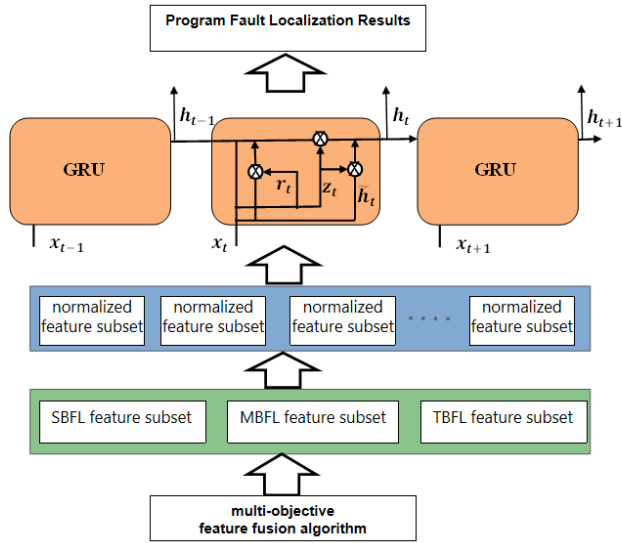 Program Fault Localization Results
h_{t-1}
h_t
h_{t+1}
GRU
r_t
z_t
h̃_t
GRU
x_{t-1}
x_t
x_{t+1}
normalized
feature subset
normalized
feature subset
normalized
feature subset
. . . .
normalized
feature subset
SBFL feature subset
MBFL feature subset
TBFL feature subset
multi-objective
feature fusion algorithm